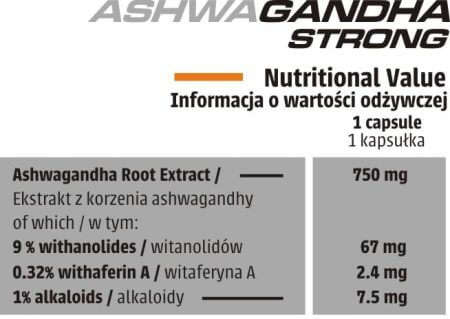 ASHWAGANDHA
STRONG
Nutritional Value
Informacja o wartości odżywczej
1 capsule
1 kapsułka
Ashwagandha Root Extract / 750 mg
Ekstrakt z korzenia ashwagandhy
of which / w tym:
9 % withanolides / witanolidów 67 mg
0.32% withaferin A / witaferyna A 2.4 mg
1% alkaloids / alkaloidy 7.5 mg